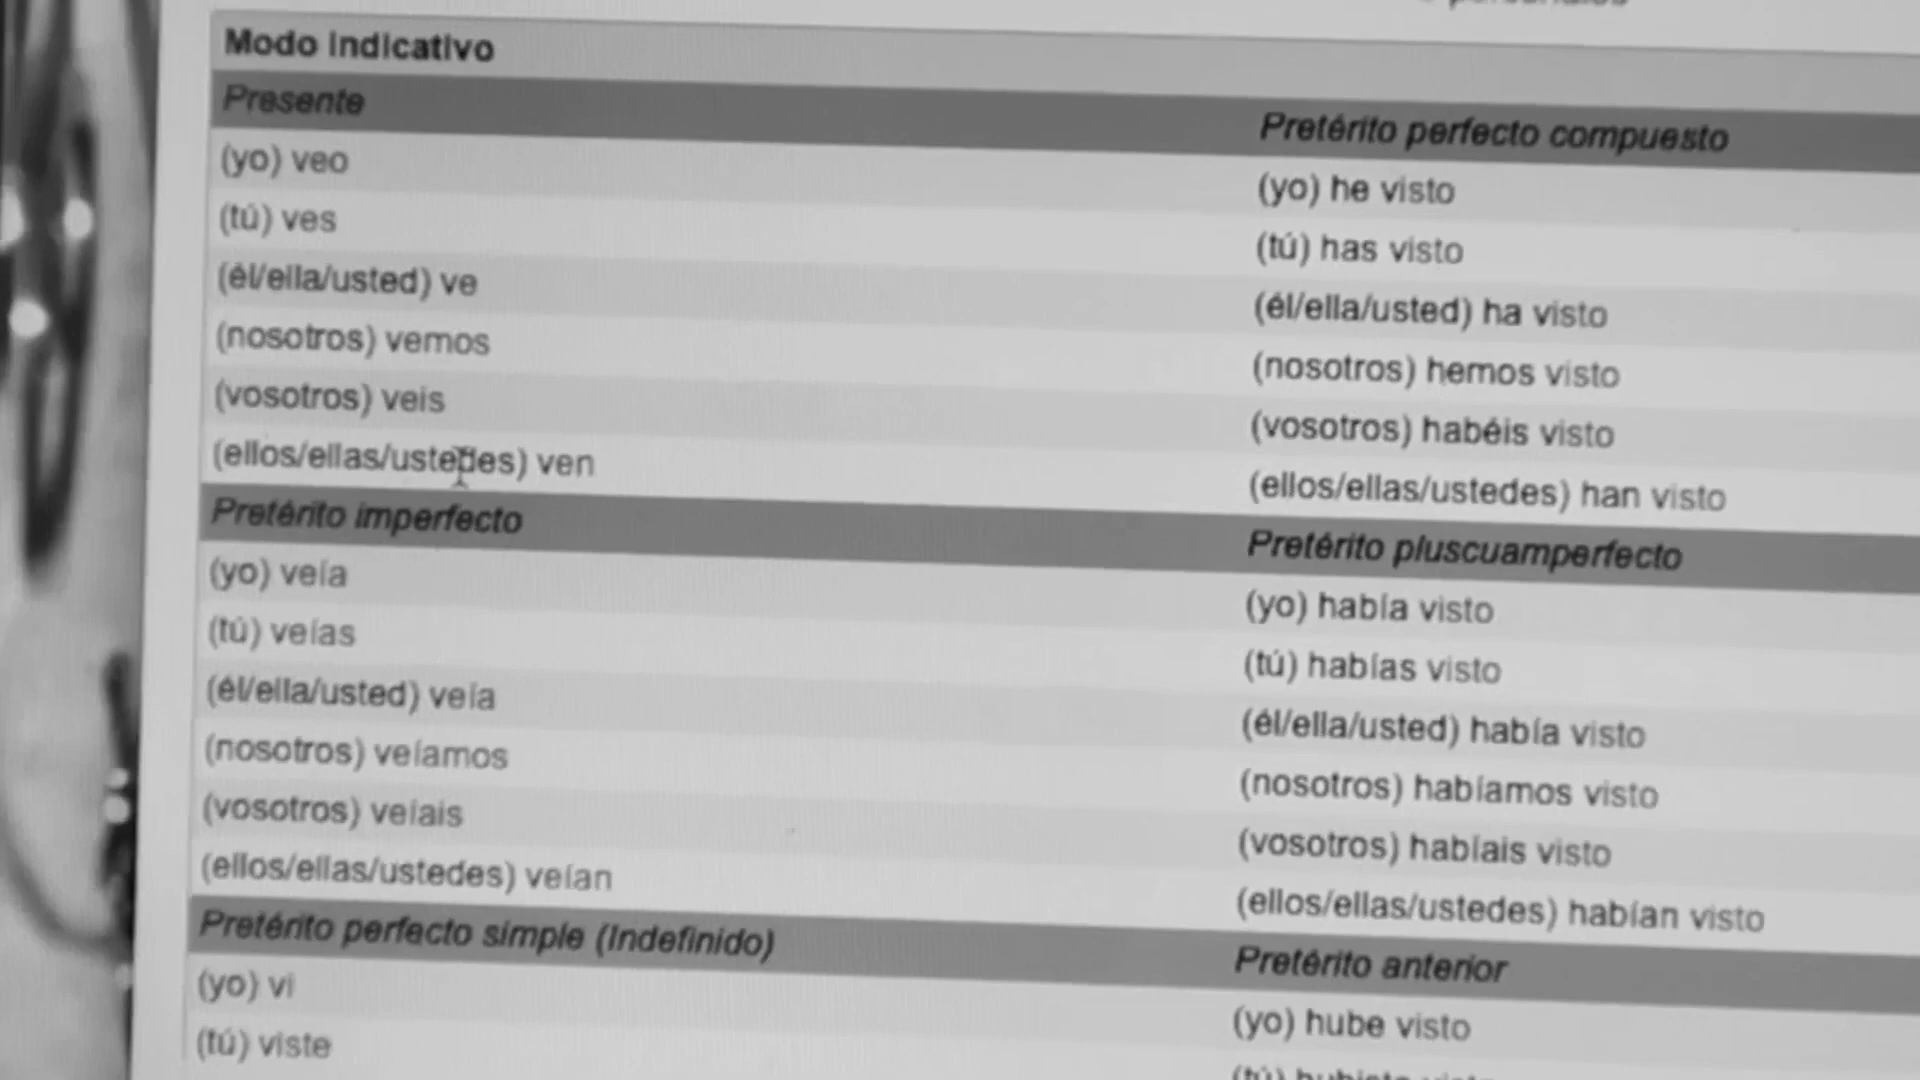 Modo indicativo
Presente
(yo) veo
(tú) ves
(él/ella/usted) ve
(nosotros) vemos
(vosotros) veis
(ellos/ellas/ustedes) ven
Pretérito imperfecto
(yo) veía
(tú) veías
(él/ella/usted) veía
(nosotros) veíamos
(vosotros) veíais
(ellos/ellas/ustedes) veían
Pretérito perfecto simple (Indefinido)
(yo) vi
(tú) viste
Pretérito perfecto compuesto
(yo) he visto
(tú) has visto
(él/ella/usted) ha visto
(nosotros) hemos visto
(vosotros) habéis visto
(ellos/ellas/ustedes) han visto
Pretérito pluscuamperfecto
(yo) había visto
(tú) habías visto
(él/ella/usted) había visto
(nosotros) habíamos visto
(vosotros) habíais visto
(ellos/ellas/ustedes) habían visto
Pretérito anterior
(yo) hube visto